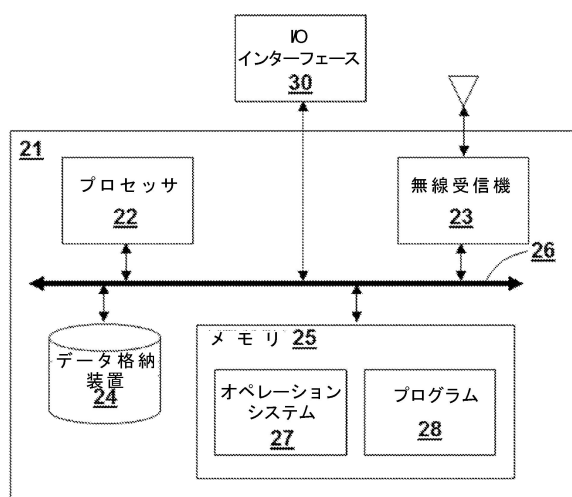 I/O
インターフェース
30
21
プロセッサ
22
無線受信機
23
26
データ格納
装置
24
メモリ 25
オペレーション
システム
27
プログラム
28